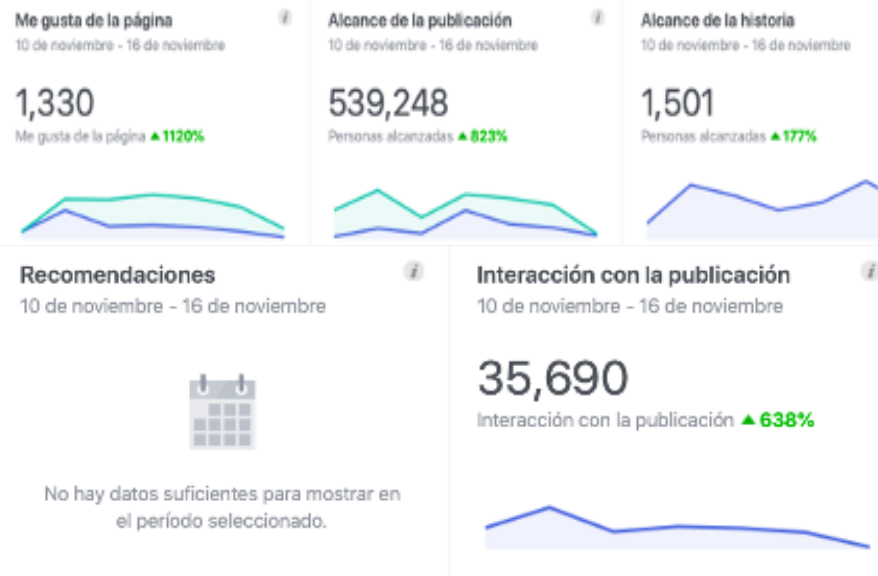 Me gusta de la página
10 de noviembre - 16 de noviembre
1,330
Me gusta de la página ▲ 1120%
Alcance de la publicación
10 de noviembre - 16 de noviembre
539,248
Personas alcanzadas ▲ 823%
Alcance de la historia
10 de noviembre - 16 de noviembre
1,501
Personas alcanzadas ▲ 177%
Recomendaciones
10 de noviembre - 16 de noviembre
No hay datos suficientes para mostrar en
el período seleccionado.
Interacción con la publicación
10 de noviembre - 16 de noviembre
35,690
Interacción con la publicación ▲ 638%